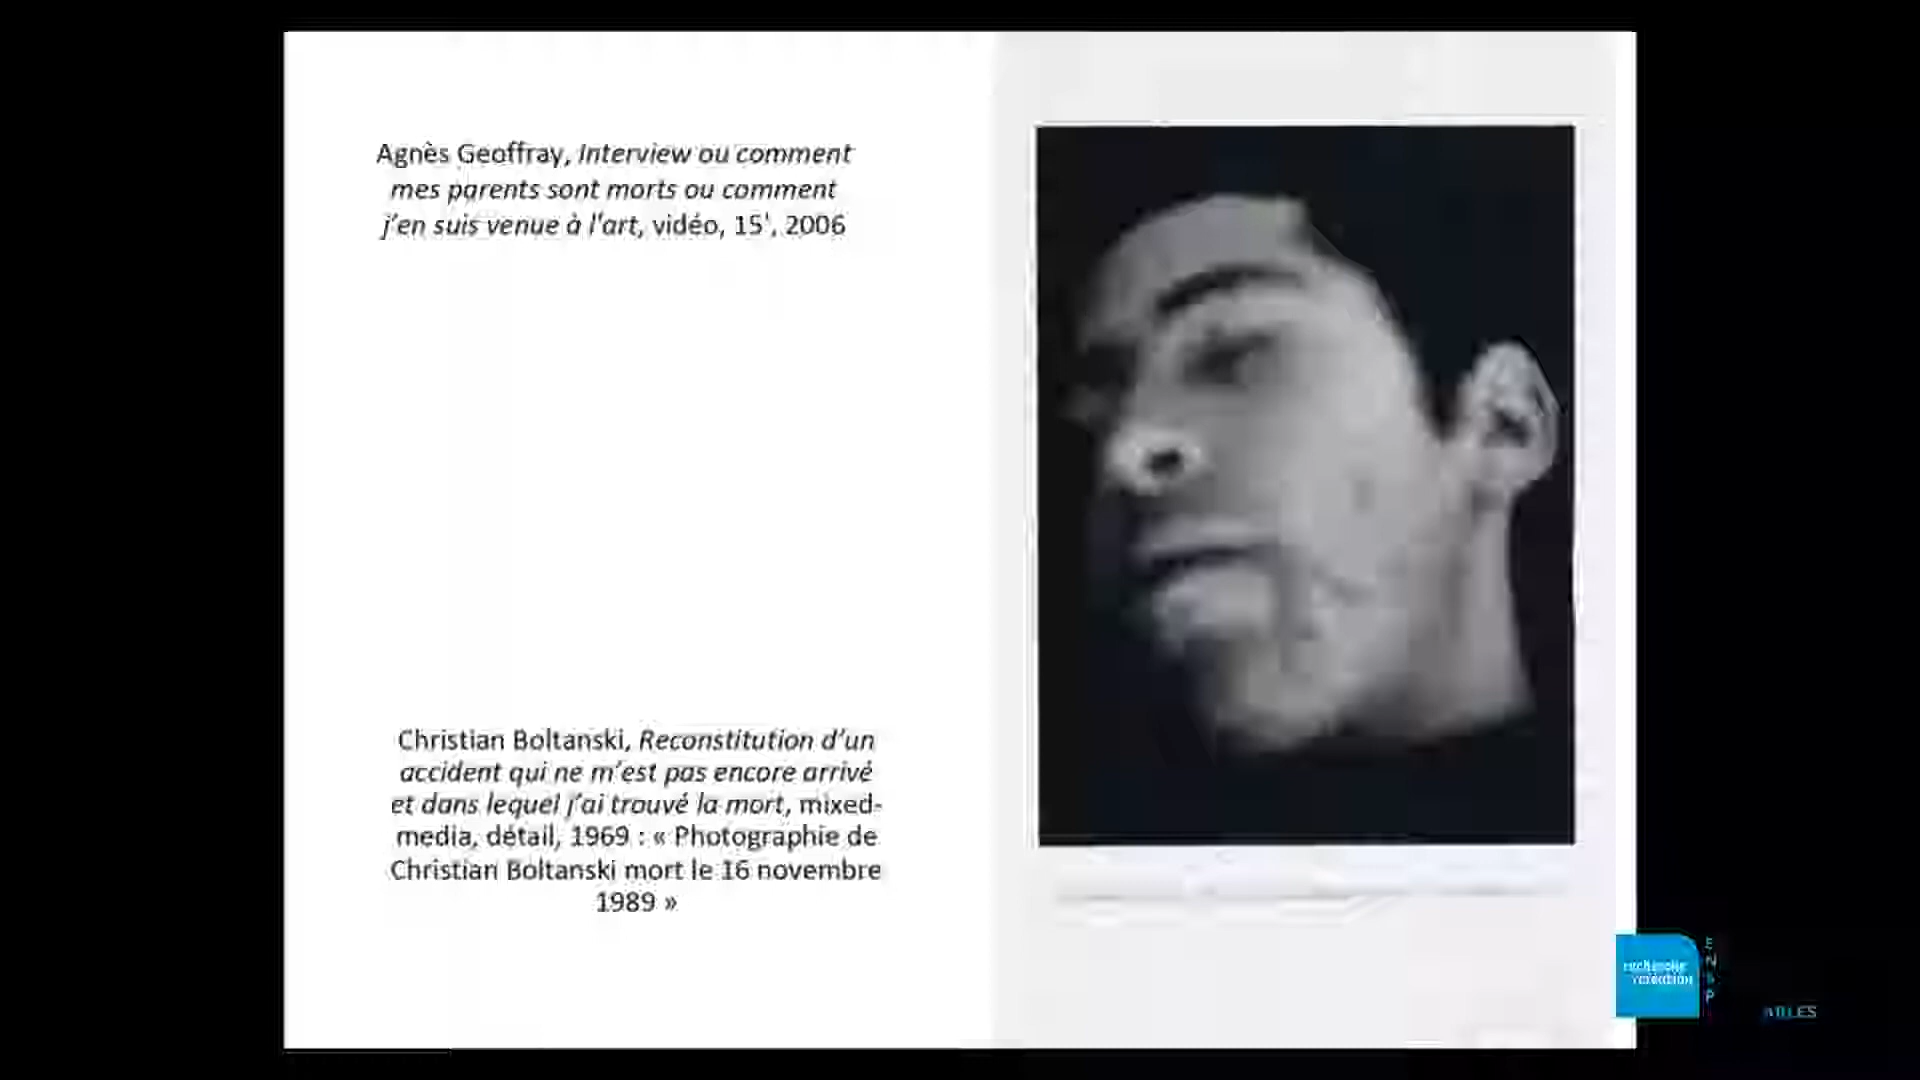 Agnès Geoffray, Interview ou comment
mes parents sont morts ou comment
j'en suis venue à l'art, vidéo, 15', 2006
Christian Boltanski, Reconstitution d'un
accident qui ne m'est pas encore arrivé
et dans lequel j'ai trouvé la mort, mixed-
media, détail, 1969 : « Photographie de
Christian Boltanski mort le 16 novembre
1989 »
recherche
création
E
N
S
P